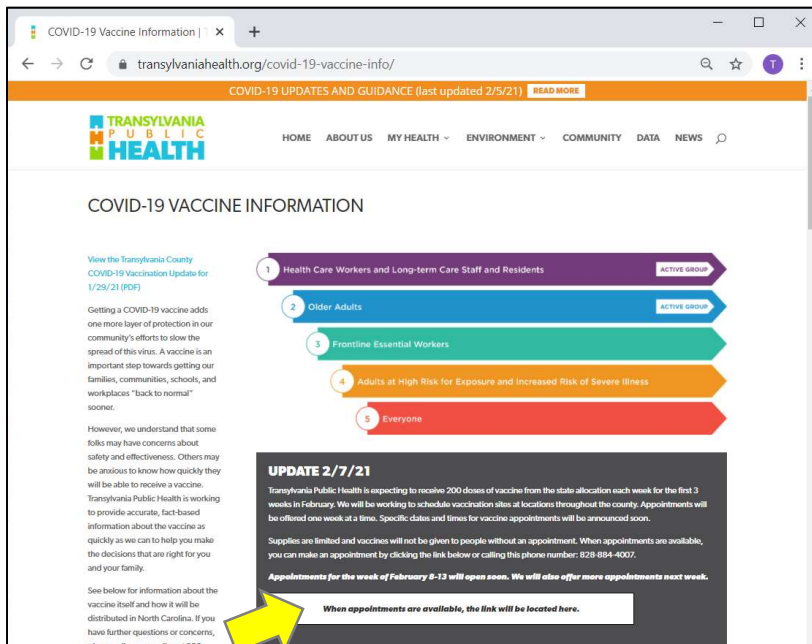 COVID-19 Vaccine Information | T
transylvaniahealth.org/covid-19-vaccine-info/
T
COVID-19 UPDATES AND GUIDANCE (last updated 2/5/21) READ MORE
TRANSYLVANIA
PUBLIC
HEALTH
HOME ABOUT US MY HEALTH ENVIRONMENT COMMUNITY DATA NEWS
COVID-19 VACCINE INFORMATION
View the Transylvania County
COVID-19 Vaccination Update for
1/29/21 (PDF)
Getting a COVID-19 vaccine adds
one more layer of protection in our
community's efforts to slow the
spread of this virus. A vaccine is an
important step towards getting our
families, communities, schools, and
workplaces "back to normal"
sooner.
However, we understand that some
folks may have concerns about
safety and effectiveness. Others may
be anxious to know how quickly they
will be able to receive a vaccine.
Transylvania Public Health is working
to provide accurate, fact-based
information about the vaccine as
quickly as we can to help you make
the decisions that are right for you
and your family.
See below for information about the
vaccine itself and how it will be
distributed in North Carolina. If you
have further questions or concerns,
1 Health Care Workers and Long-term Care Staff and Residents ACTIVE GROUP
2 Older Adults ACTIVE GROUP
3 Frontline Essential Workers
4 Adults at High Risk for Exposure and Increased Risk of Severe Illness
5 Everyone
UPDATE 2/7/21
Transylvania Public Health is expecting to receive 200 doses of vaccine from the state allocation each week for the first 3
weeks in February. We will be working to schedule vaccination sites at locations throughout the county. Appointments will
be offered one week at a time. Specific dates and times for vaccine appointments will be announced soon.
Supplies are limited and vaccines will not be given to people without an appointment. When appointments are available,
you can make an appointment by clicking the link below or calling this phone number: 828-884-4007.
Appointments for the week of February 8-13 will open soon. We will also offer more appointments next week.
When appointments are available, the link will be located here.